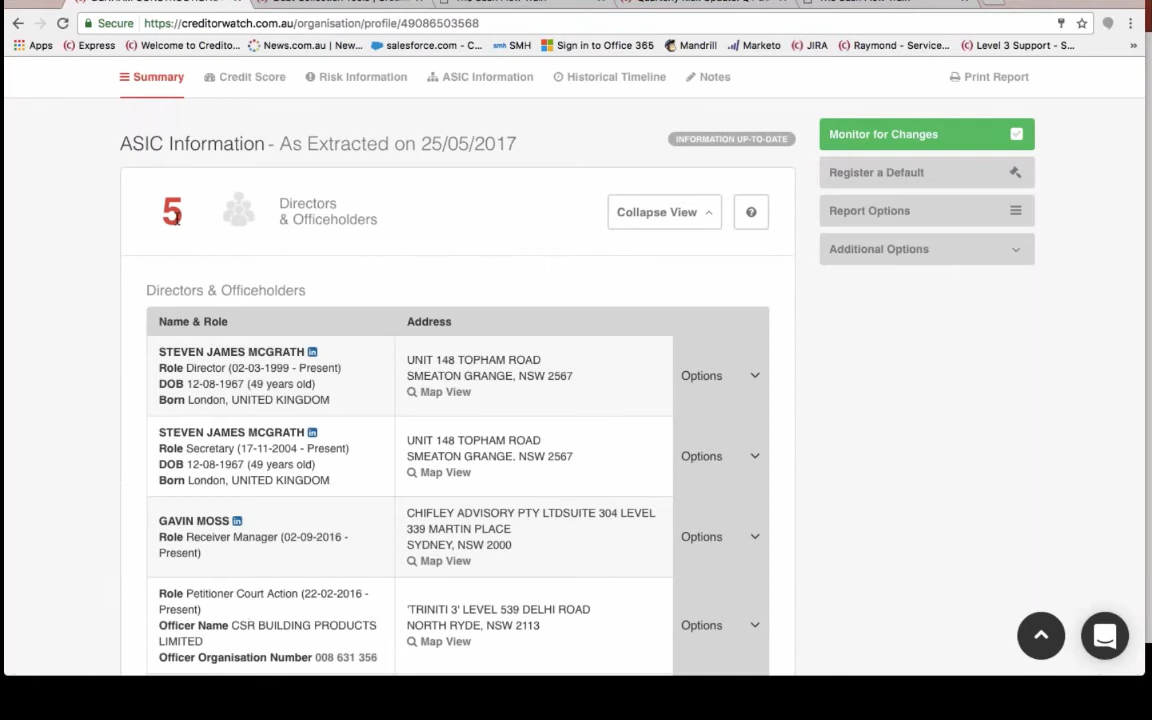 Secure https://creditorwatch.com.au/organisation/profile/49086503568
Apps Express Welcome to Credito... News.com.au | New... salesforce.com - C... smh SMH Sign in to Office 365 Mandrill Marketo JIRA Raymond - Service... Level 3 Support - S... »
Summary Credit Score Risk Information ASIC Information Historical Timeline Notes Print Report
ASIC Information - As Extracted on 25/05/2017 INFORMATION UP-TO-DATE
Monitor for Changes
Register a Default
Report Options
Additional Options
5 Directors
& Officeholders
Collapse View
Directors & Officeholders
Name & Role Address
STEVEN JAMES MCGRATH in
Role Director (02-03-1999 - Present)
DOB 12-08-1967 (49 years old)
Born London, UNITED KINGDOM
UNIT 148 TOPHAM ROAD
SMEATON GRANGE, NSW 2567
Map View
Options
STEVEN JAMES MCGRATH in
Role Secretary (17-11-2004 - Present)
DOB 12-08-1967 (49 years old)
Born London, UNITED KINGDOM
UNIT 148 TOPHAM ROAD
SMEATON GRANGE, NSW 2567
Map View
Options
GAVIN MOSS in
Role Receiver Manager (02-09-2016 -
Present)
CHIFLEY ADVISORY PTY LTDSUITE 304 LEVEL
339 MARTIN PLACE
SYDNEY, NSW 2000
Map View
Options
Role Petitioner Court Action (22-02-2016 -
Present)
Officer Name CSR BUILDING PRODUCTS
LIMITED
Officer Organisation Number 008 631 356
'TRINITI 3' LEVEL 539 DELHI ROAD
NORTH RYDE, NSW 2113
Map View
Options